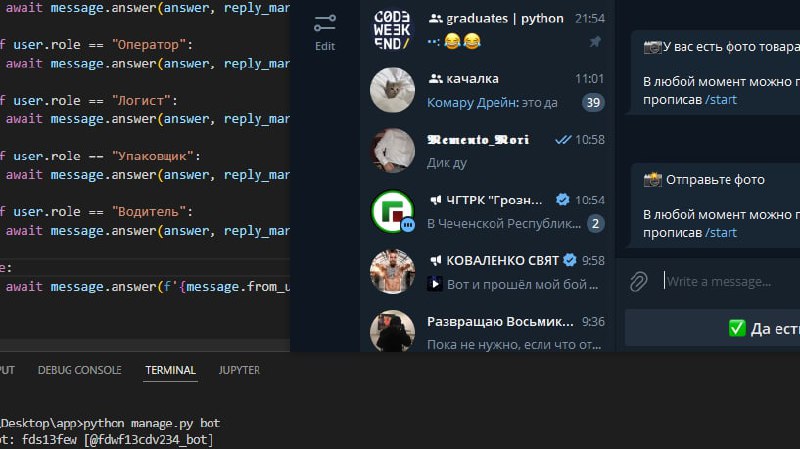 await message.answer(answer, reply_mar
f user.role == "Оператор":
await message.answer(answer, reply_mar
f user.role == "Логист":
await message.answer(answer, reply_mar
f user.role == "Упаковщик":
await message.answer(answer, reply_mar
f user.role == "Водитель":
await message.answer(answer, reply_mar
e:
await message.answer(f'{message.from_u
PUT DEBUG CONSOLE TERMINAL JUPYTER
\Desktop\app>python manage.py bot
ot: fds13few [@fdwf13cdv234_bot]
Edit
CODE
WEEK
END/
graduates | python 21:54
качалка 11:01
Комару Дрейн: это да 39
Memento_Mori 10:58
Дик ду
ЧГТРК "Грозн... 10:54
В Чеченской Республик... 2
КОВАЛЕНКО СВЯТ 9:58
Вот и прошёл мой бой ...
Развращаю Восьмик... 9:36
Пока не нужно, если что от...
У вас есть фото товара
В любой момент можно п
прописав /start
Отправьте фото
В любой момент можно п
прописав /start
Write a message...
Да есть